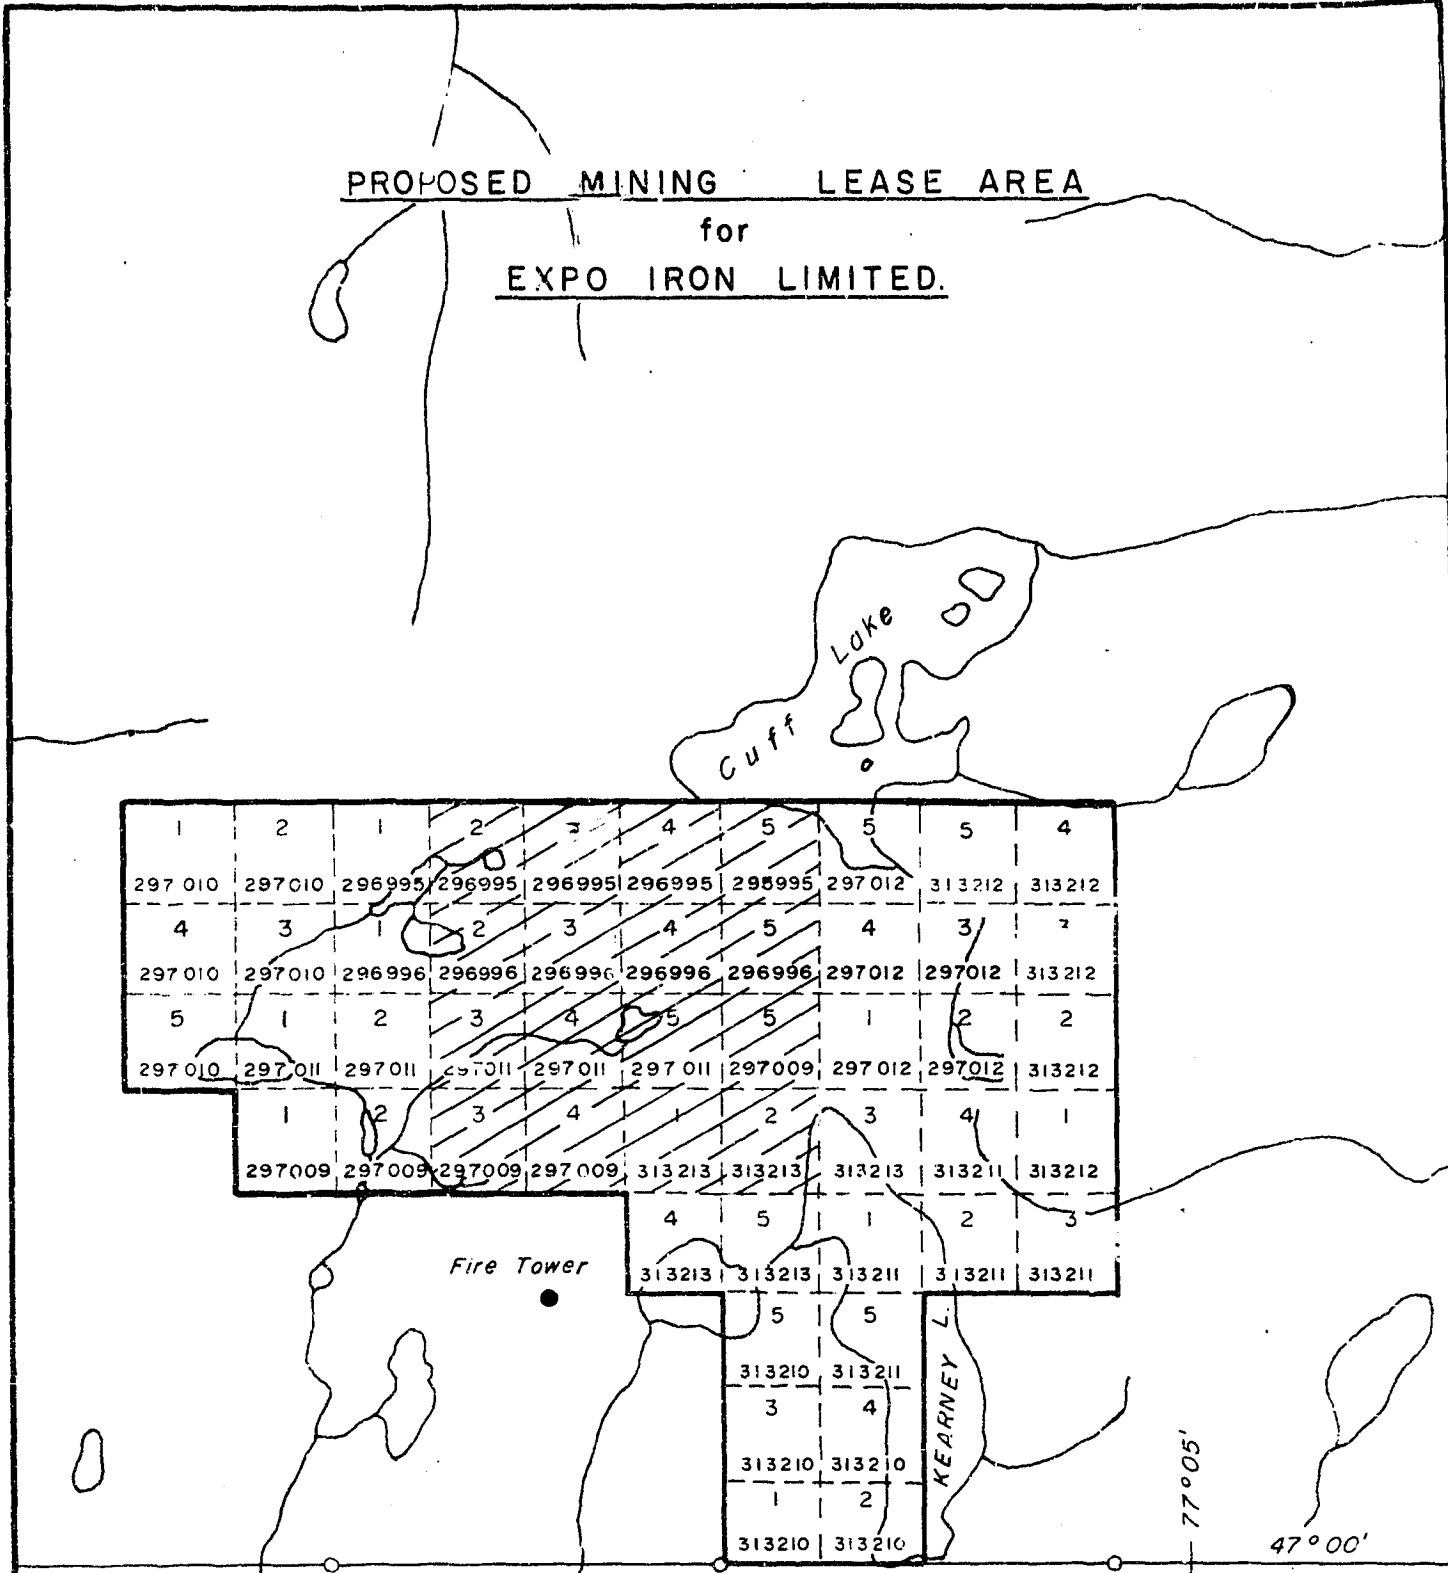 PROPOSED MINING LEASE AREA
for
EXPO IRON LIMITED.
Cuff Lake
1 2 1 2 3 4 5 5 5 4
297010 297010 296995 296995 296995 296995 295995 297012 313212 313212
4 3 1 2 3 4 5 4 3 3
297010 297010 296996 296996 296996 296996 296996 297012 297012 313212
5 1 2 3 4 5 5 1 2 2
297010 297011 297011 297011 297011 297011 297009 297012 297012 313212
1 2 3 4 1 2 3 4 1
297009 297009 297009 297009 313213 313213 313213 313211 313212
4 5 1 2 3
313213 313213 313211 313211 313211
Fire Tower
5 5
313210 313211
3 4
313210 313210
1 2
313210 313210
KEARNEY L.
77°05'
47°00'